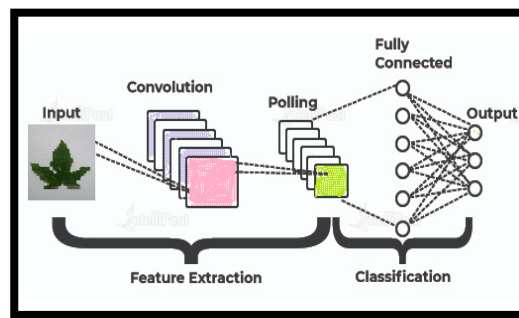 Fully
Connected
Convolution
Polling
Input
Output
Feature Extraction
Classification